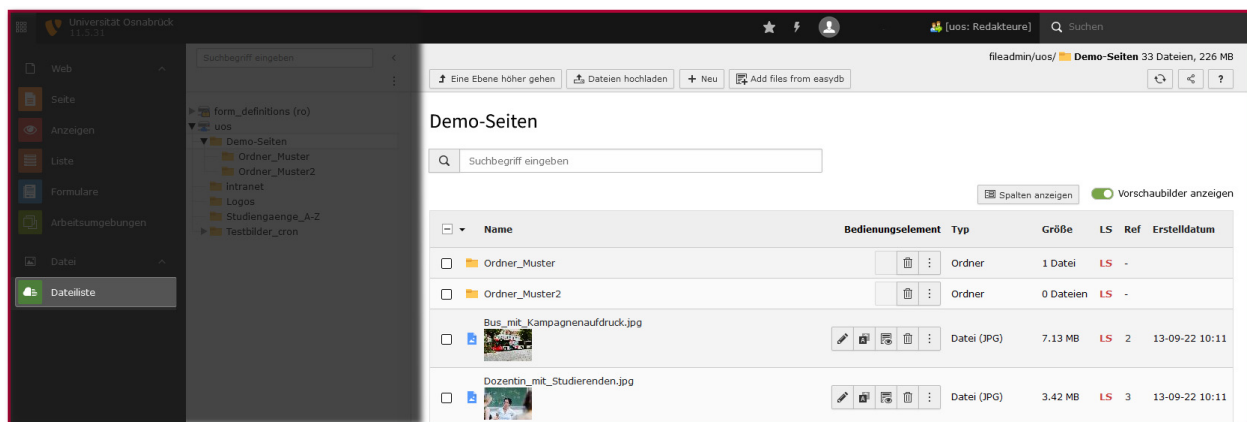 Universität Osnabrück
11.5.31
[uos: Redakteure]
Suchen
Web
Seite
Anzeigen
Liste
Formulare
Arbeitsumgebungen
Datei
Dateiliste
Suchbegriff eingeben
form_definitions (ro)
uos
Demo-Seiten
Ordner_Muster
Ordner_Muster2
intranet
Logos
Studiengaenge_A-Z
Testbilder_cron
fileadmin/uos/ Demo-Seiten 33 Dateien, 226 MB
Eine Ebene höher gehen Dateien hochladen + Neu Add files from easydb ?
Demo-Seiten
Suchbegriff eingeben
Spalten anzeigen Vorschaubilder anzeigen
Name Bedienungselement Typ Größe LS Ref Erstelldatum
Ordner_Muster Ordner 1 Datei LS -
Ordner_Muster2 Ordner 0 Dateien LS -
Bus_mit_Kampagnenaufdruck.jpg Datei (JPG) 7.13 MB LS 2 13-09-22 10:11
Dozentin_mit_Studierenden.jpg Datei (JPG) 3.42 MB LS 3 13-09-22 10:11